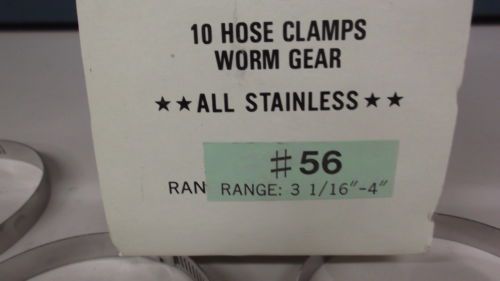 10 HOSE CLAMPS
WORM GEAR
★★ALL STAINLESS★★
#56
RAN RANGE: 3 1/16"-4"